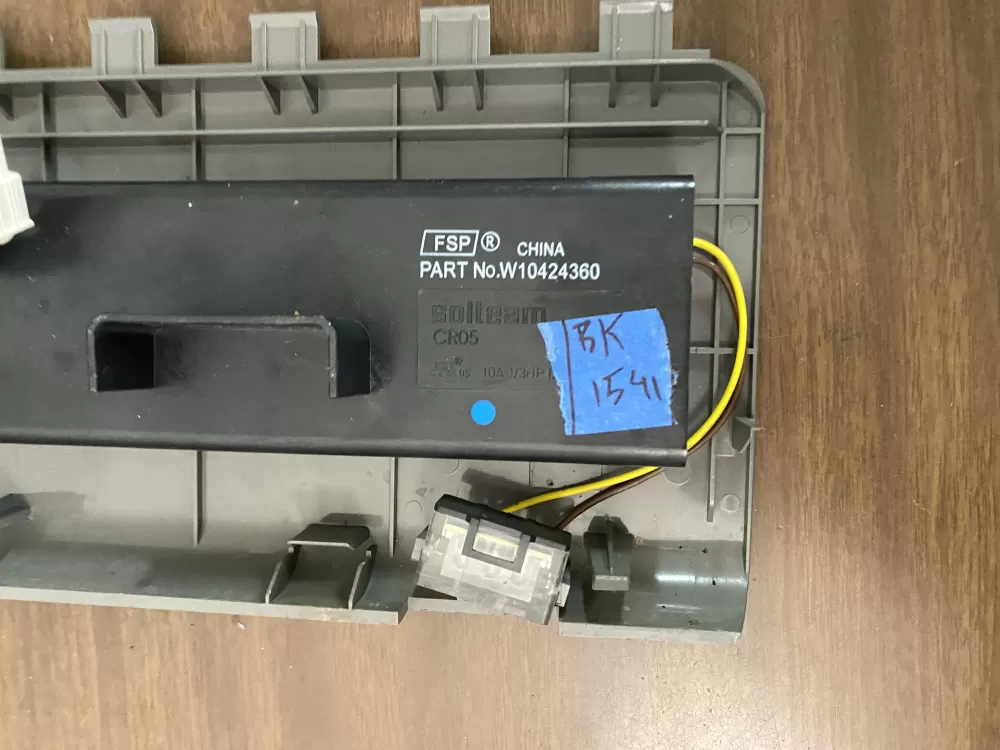 FSP ® CHINA
PART No.W10424360
solteam
CR05
10A 1/3HP
BK
1541